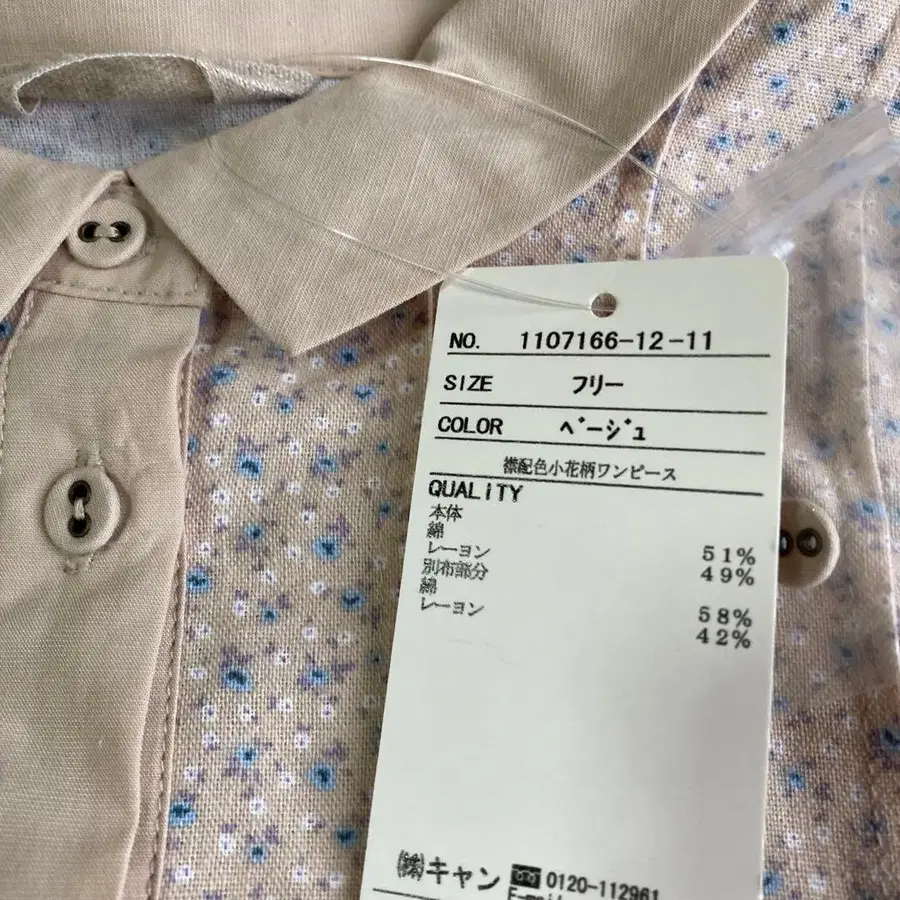 NO. 1107166-12-11
SIZE フリー
COLOR ベージュ
襟配色小花柄ワンピース
QUALITY
本体
綿 51%
レーヨン 49%
別布部分
綿 58%
レーヨン 42%
㈱キャン 0120-112961